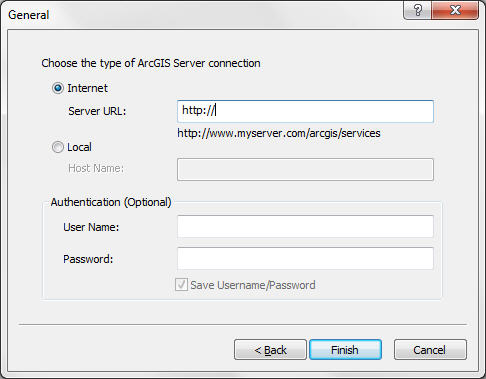 General
?
Choose the type of ArcGIS Server connection
Internet
Server URL: http://
http://www.myserver.com/arcgis/services
Local
Host Name:
Authentication (Optional)
User Name:
Password:
Save Username/Password
< Back Finish Cancel